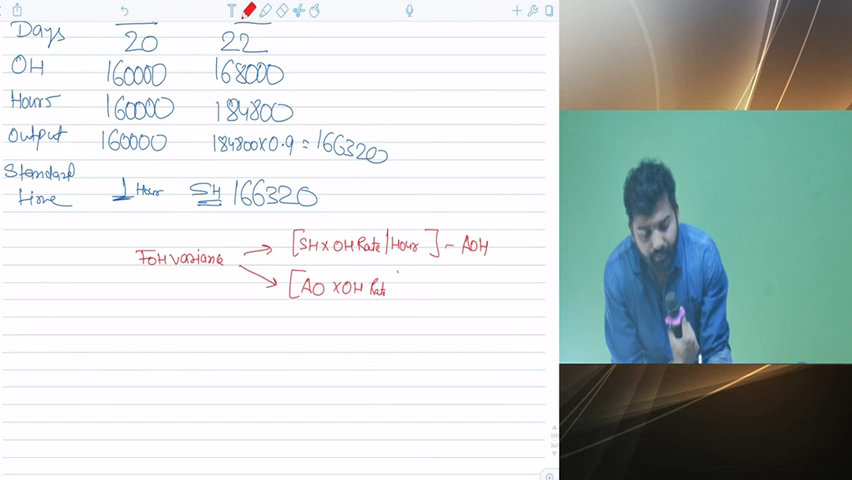 Days 20 22
OH 160000 168000
Hours 160000 184800
Output 160000 184800×0.9 = 166320
Standard time 1 Hour SH 166320
FOH variance [SH × OH Rate/Hour] - AOH
[AO × OH Rate